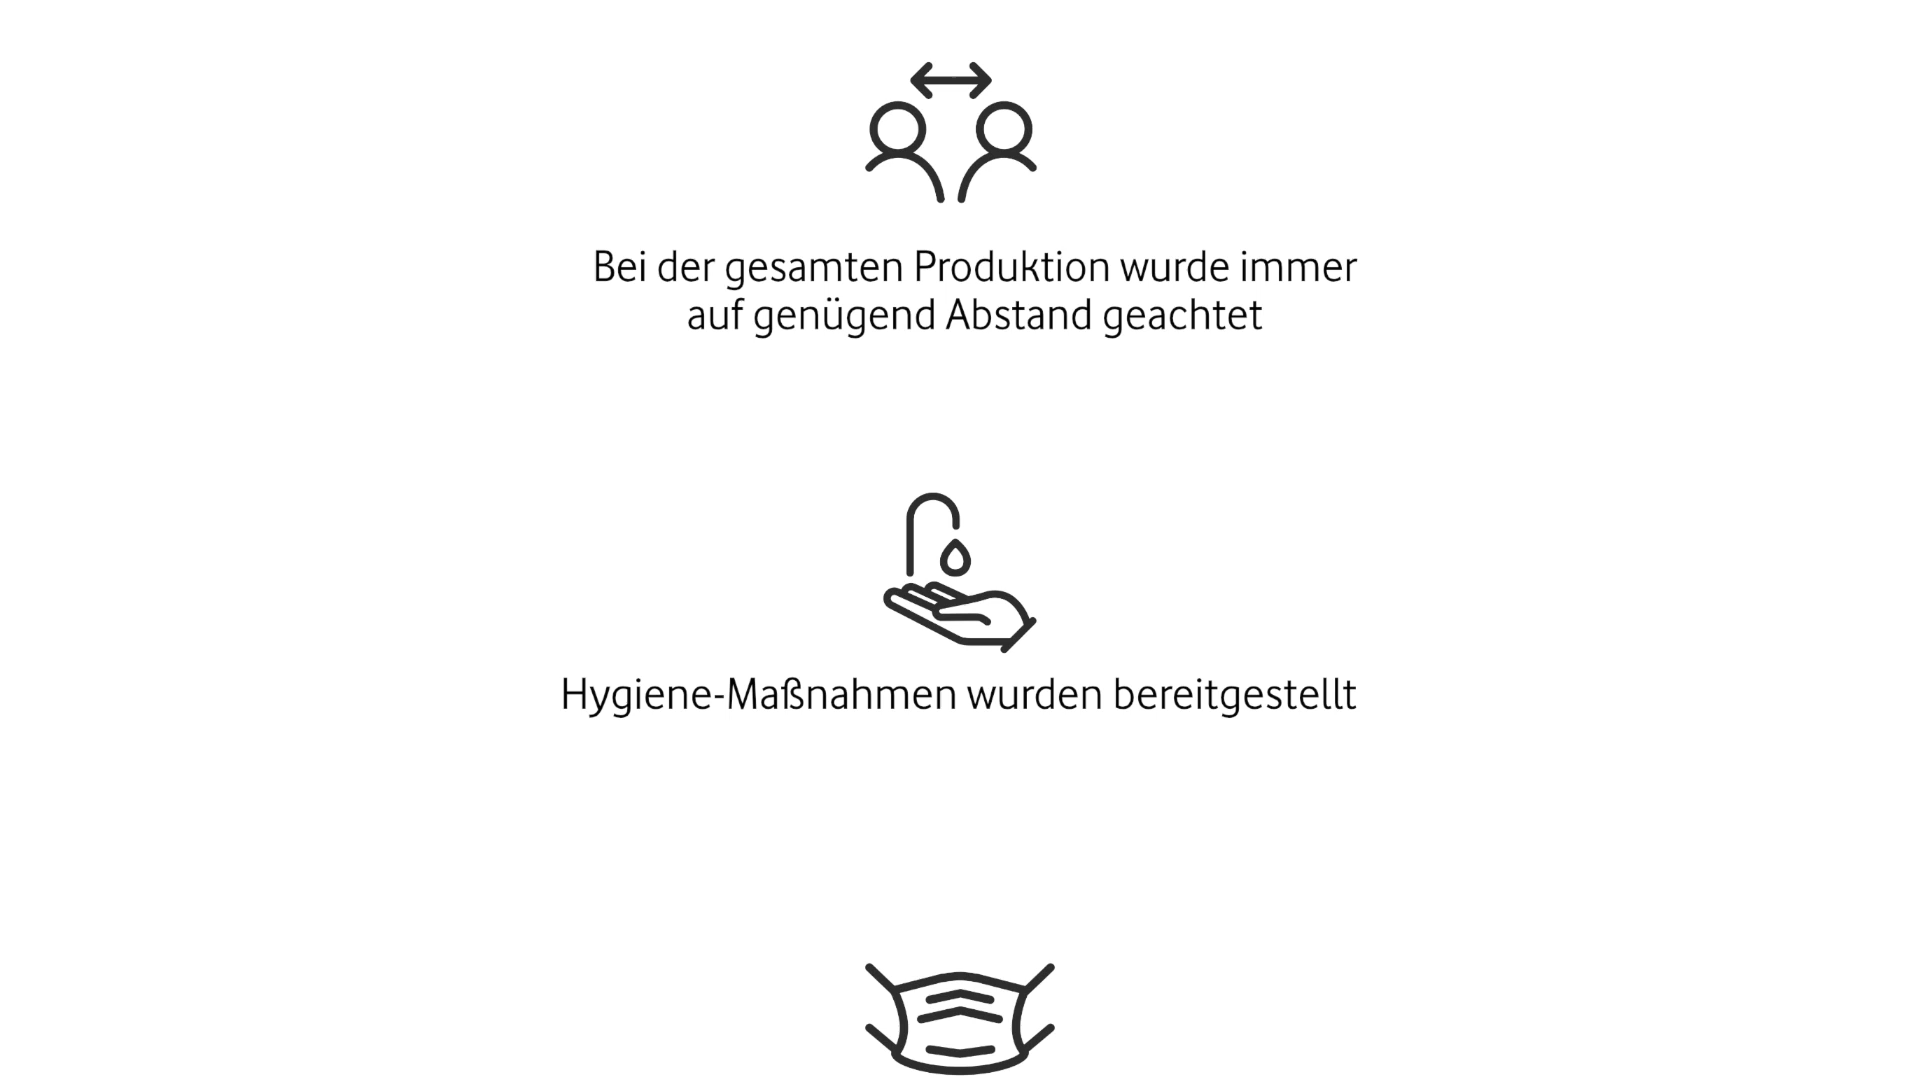 Bei der gesamten Produktion wurde immer
auf genügend Abstand geachtet
Hygiene-Maßnahmen wurden bereitgestellt